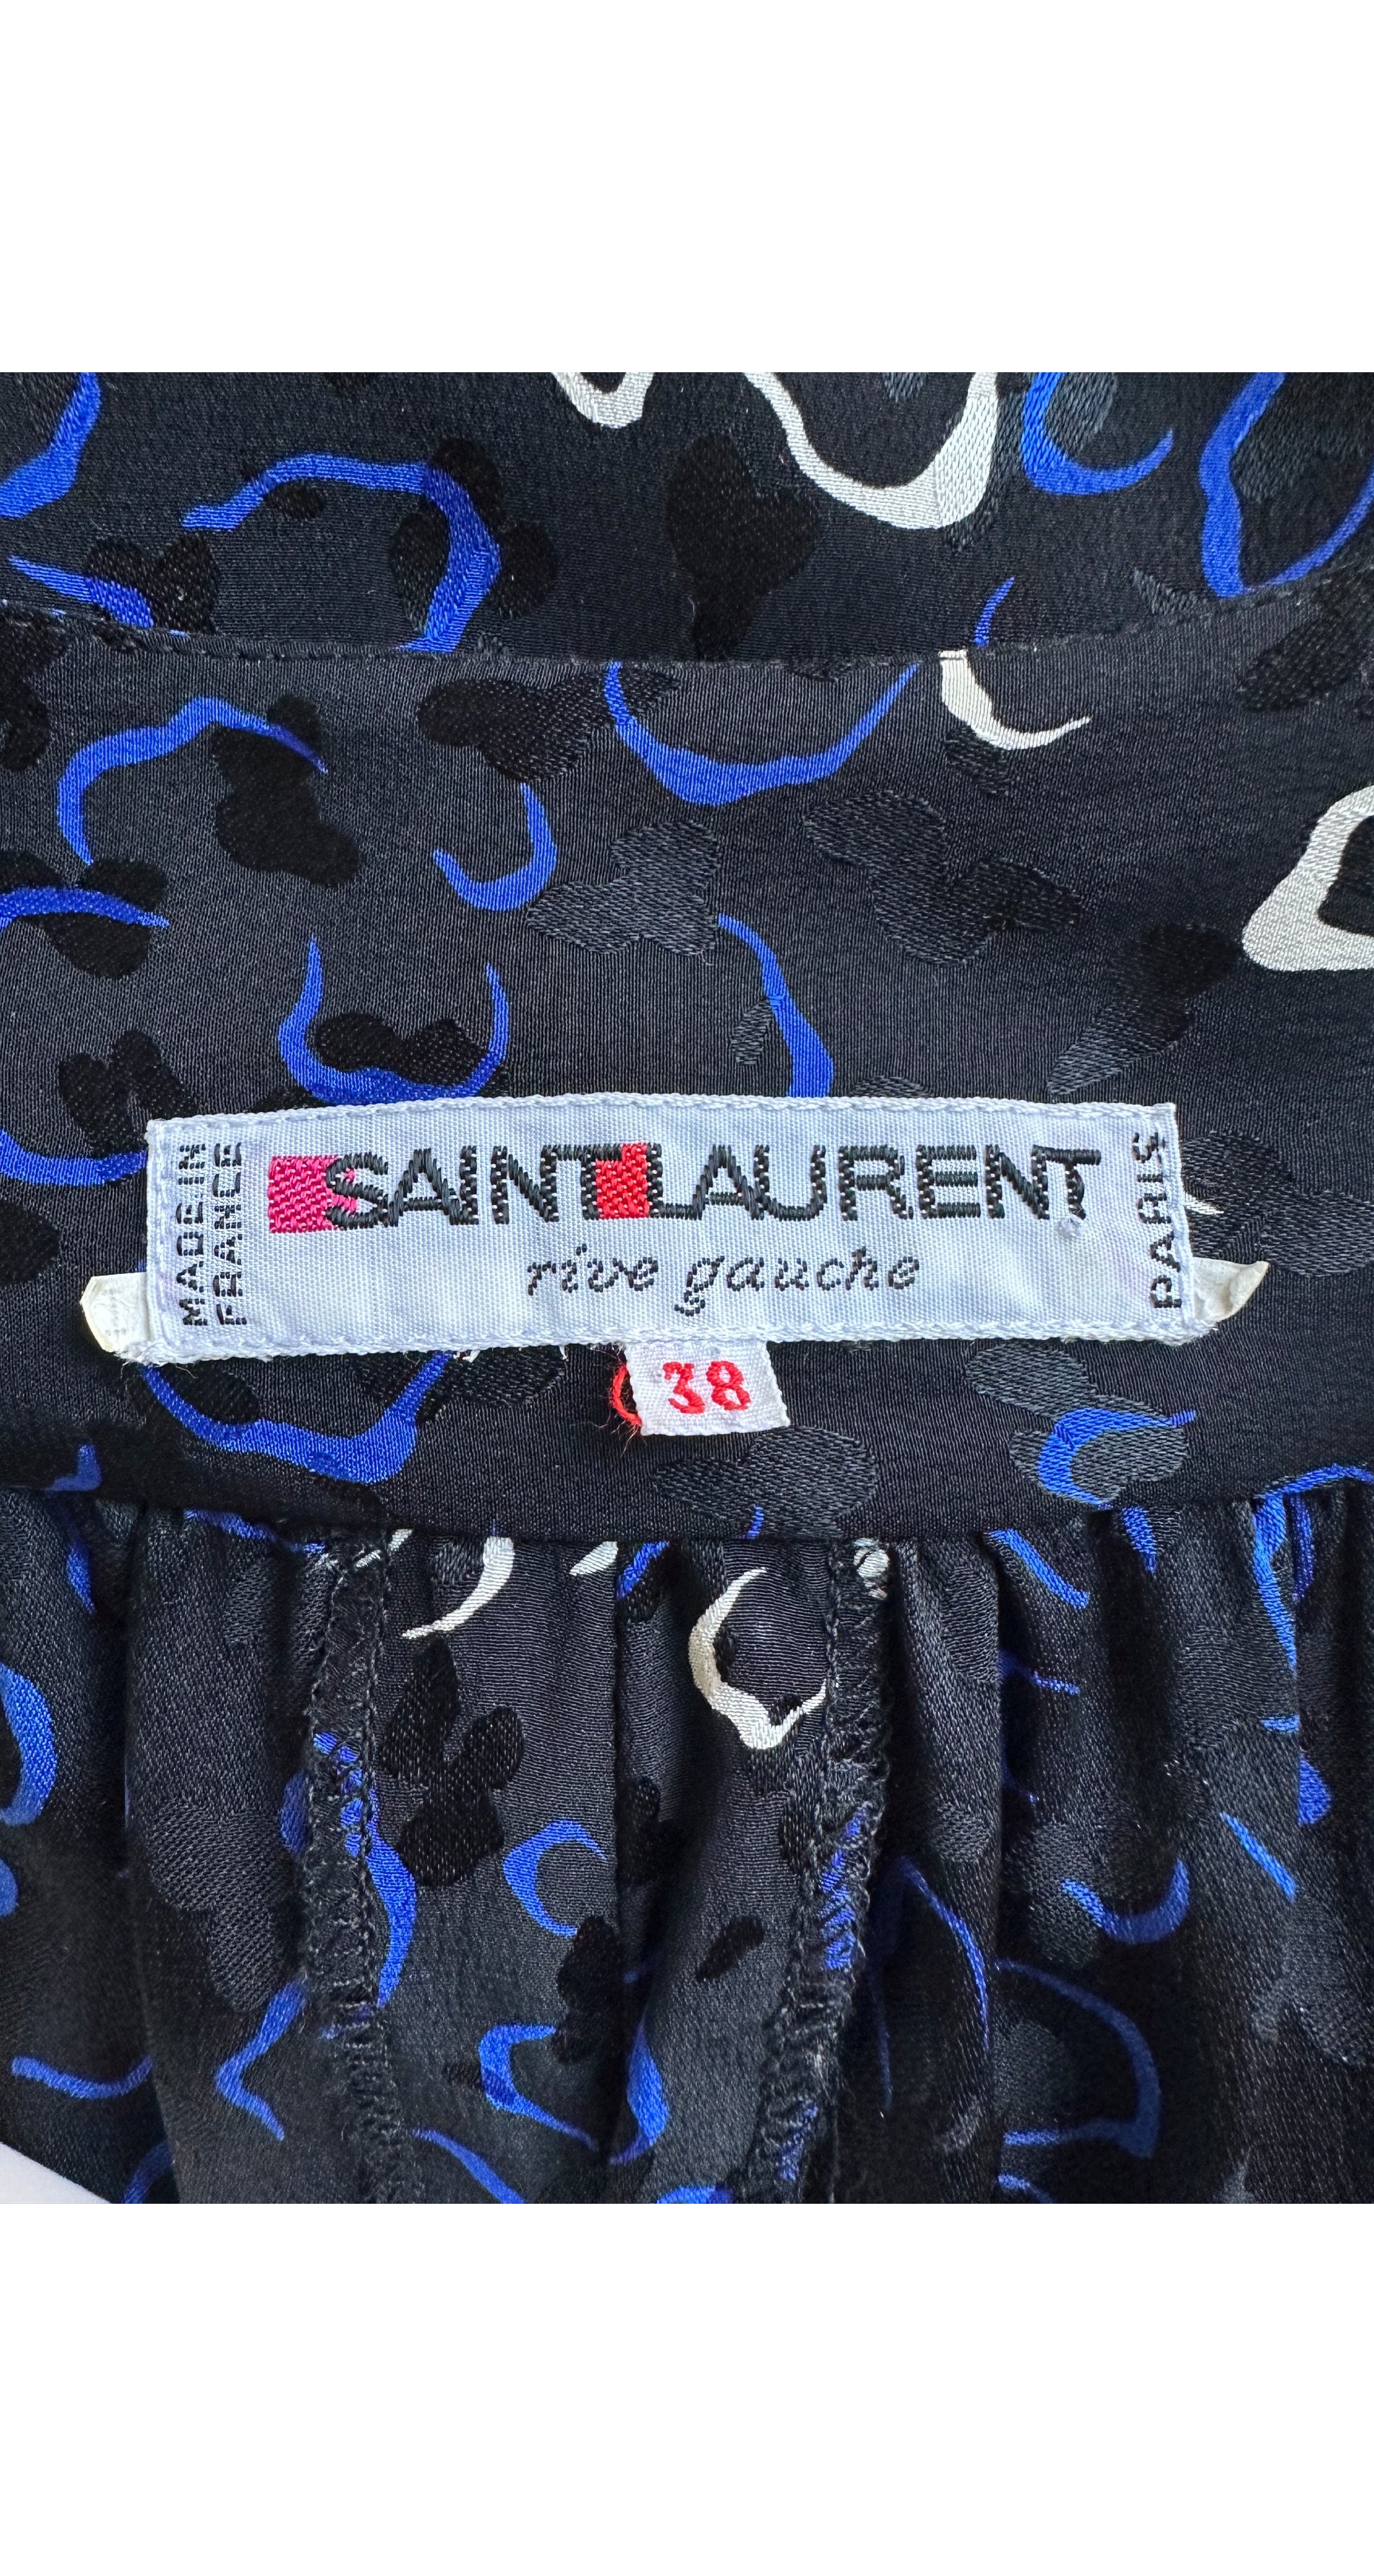 MADE IN
FRANCE
SAINT LAURENT
rive gauche
PARIS
38